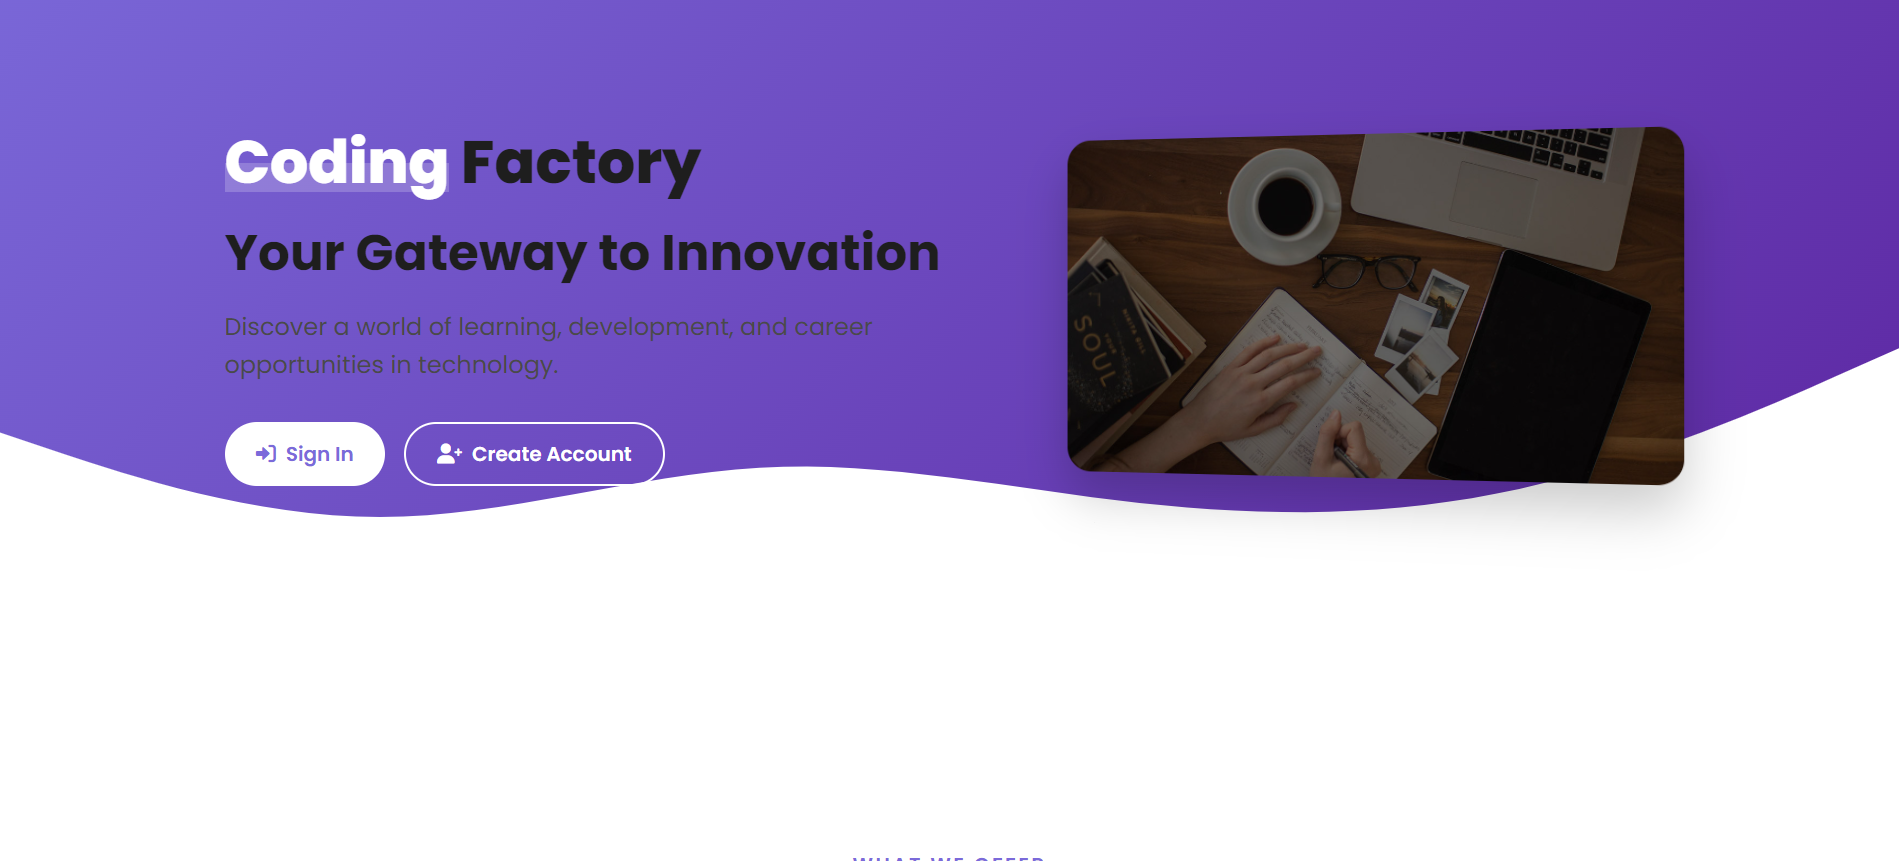 Coding Factory
Your Gateway to Innovation
Discover a world of learning, development, and career
opportunities in technology.
Sign In
Create Account
SOUL
WHAT WE OFFER